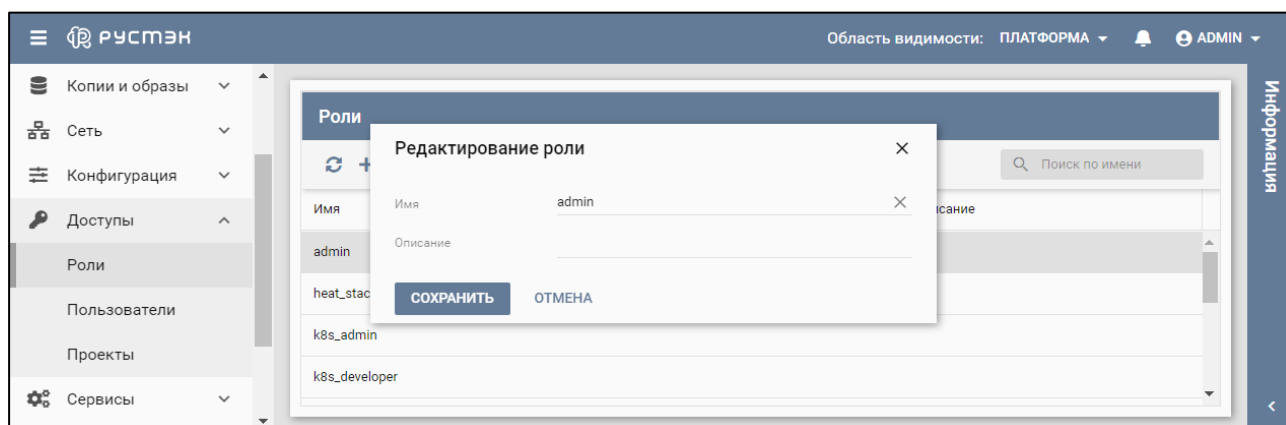 РУСТЭК
Область видимости: ПЛАТФОРМА
ADMIN
Копии и образы
Сеть
Конфигурация
Доступы
Роли
Пользователи
Проекты
Сервисы
Роли
Поиск по имени
Имя
исание
admin
heat_stac
k8s_admin
k8s_developer
Редактирование роли
Имя
admin
Описание
СОХРАНИТЬ
ОТМЕНА
Информация